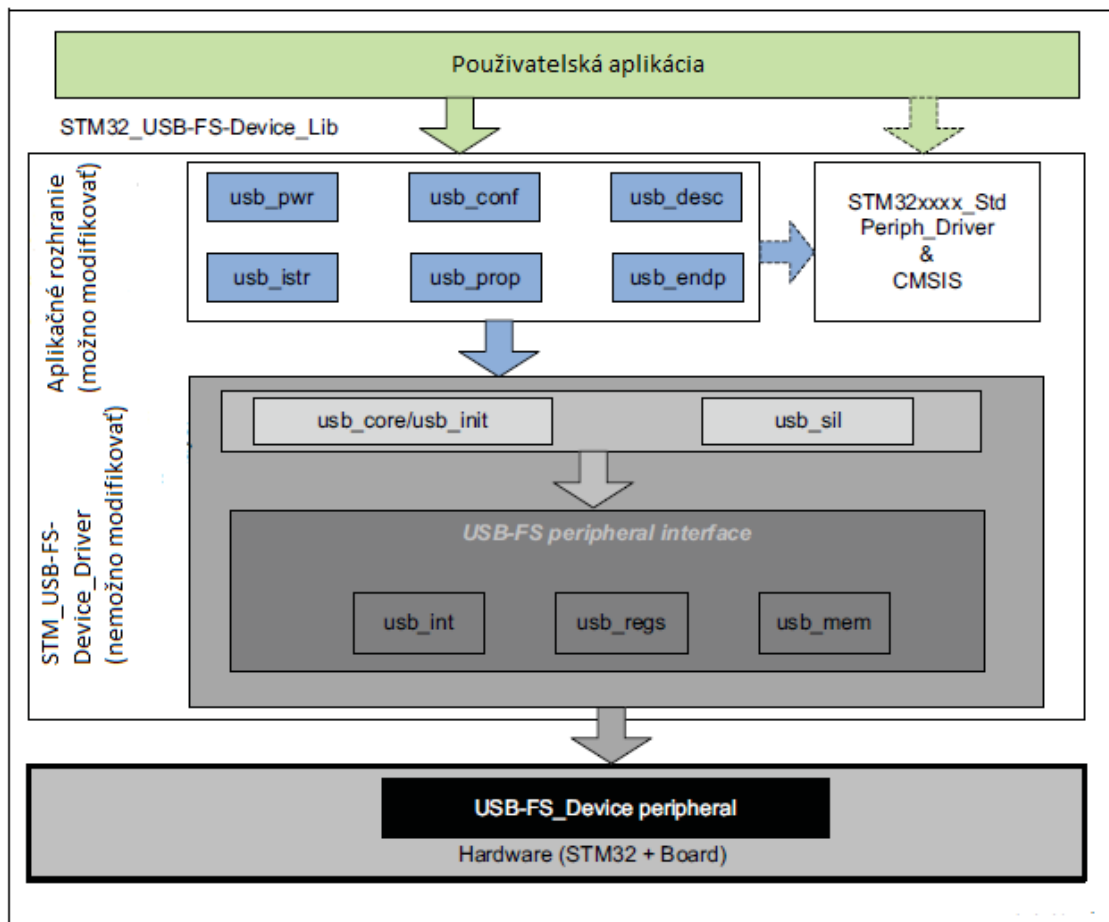 Použivatelská aplikácia
STM32_USB-FS-Device_Lib
Aplikačné rozhranie
(možno modifikovať)
usb_pwr
usb_conf
usb_desc
usb_istr
usb_prop
usb_endp
STM32xxxx_Std
Periph_Driver
&
CMSIS
STM_USB-FS-
Device_Driver
(nemožno modifikovať)
usb_core/usb_init
usb_sil
USB-FS peripheral interface
usb_int
usb_regs
usb_mem
USB-FS_Device peripheral
Hardware (STM32 + Board)